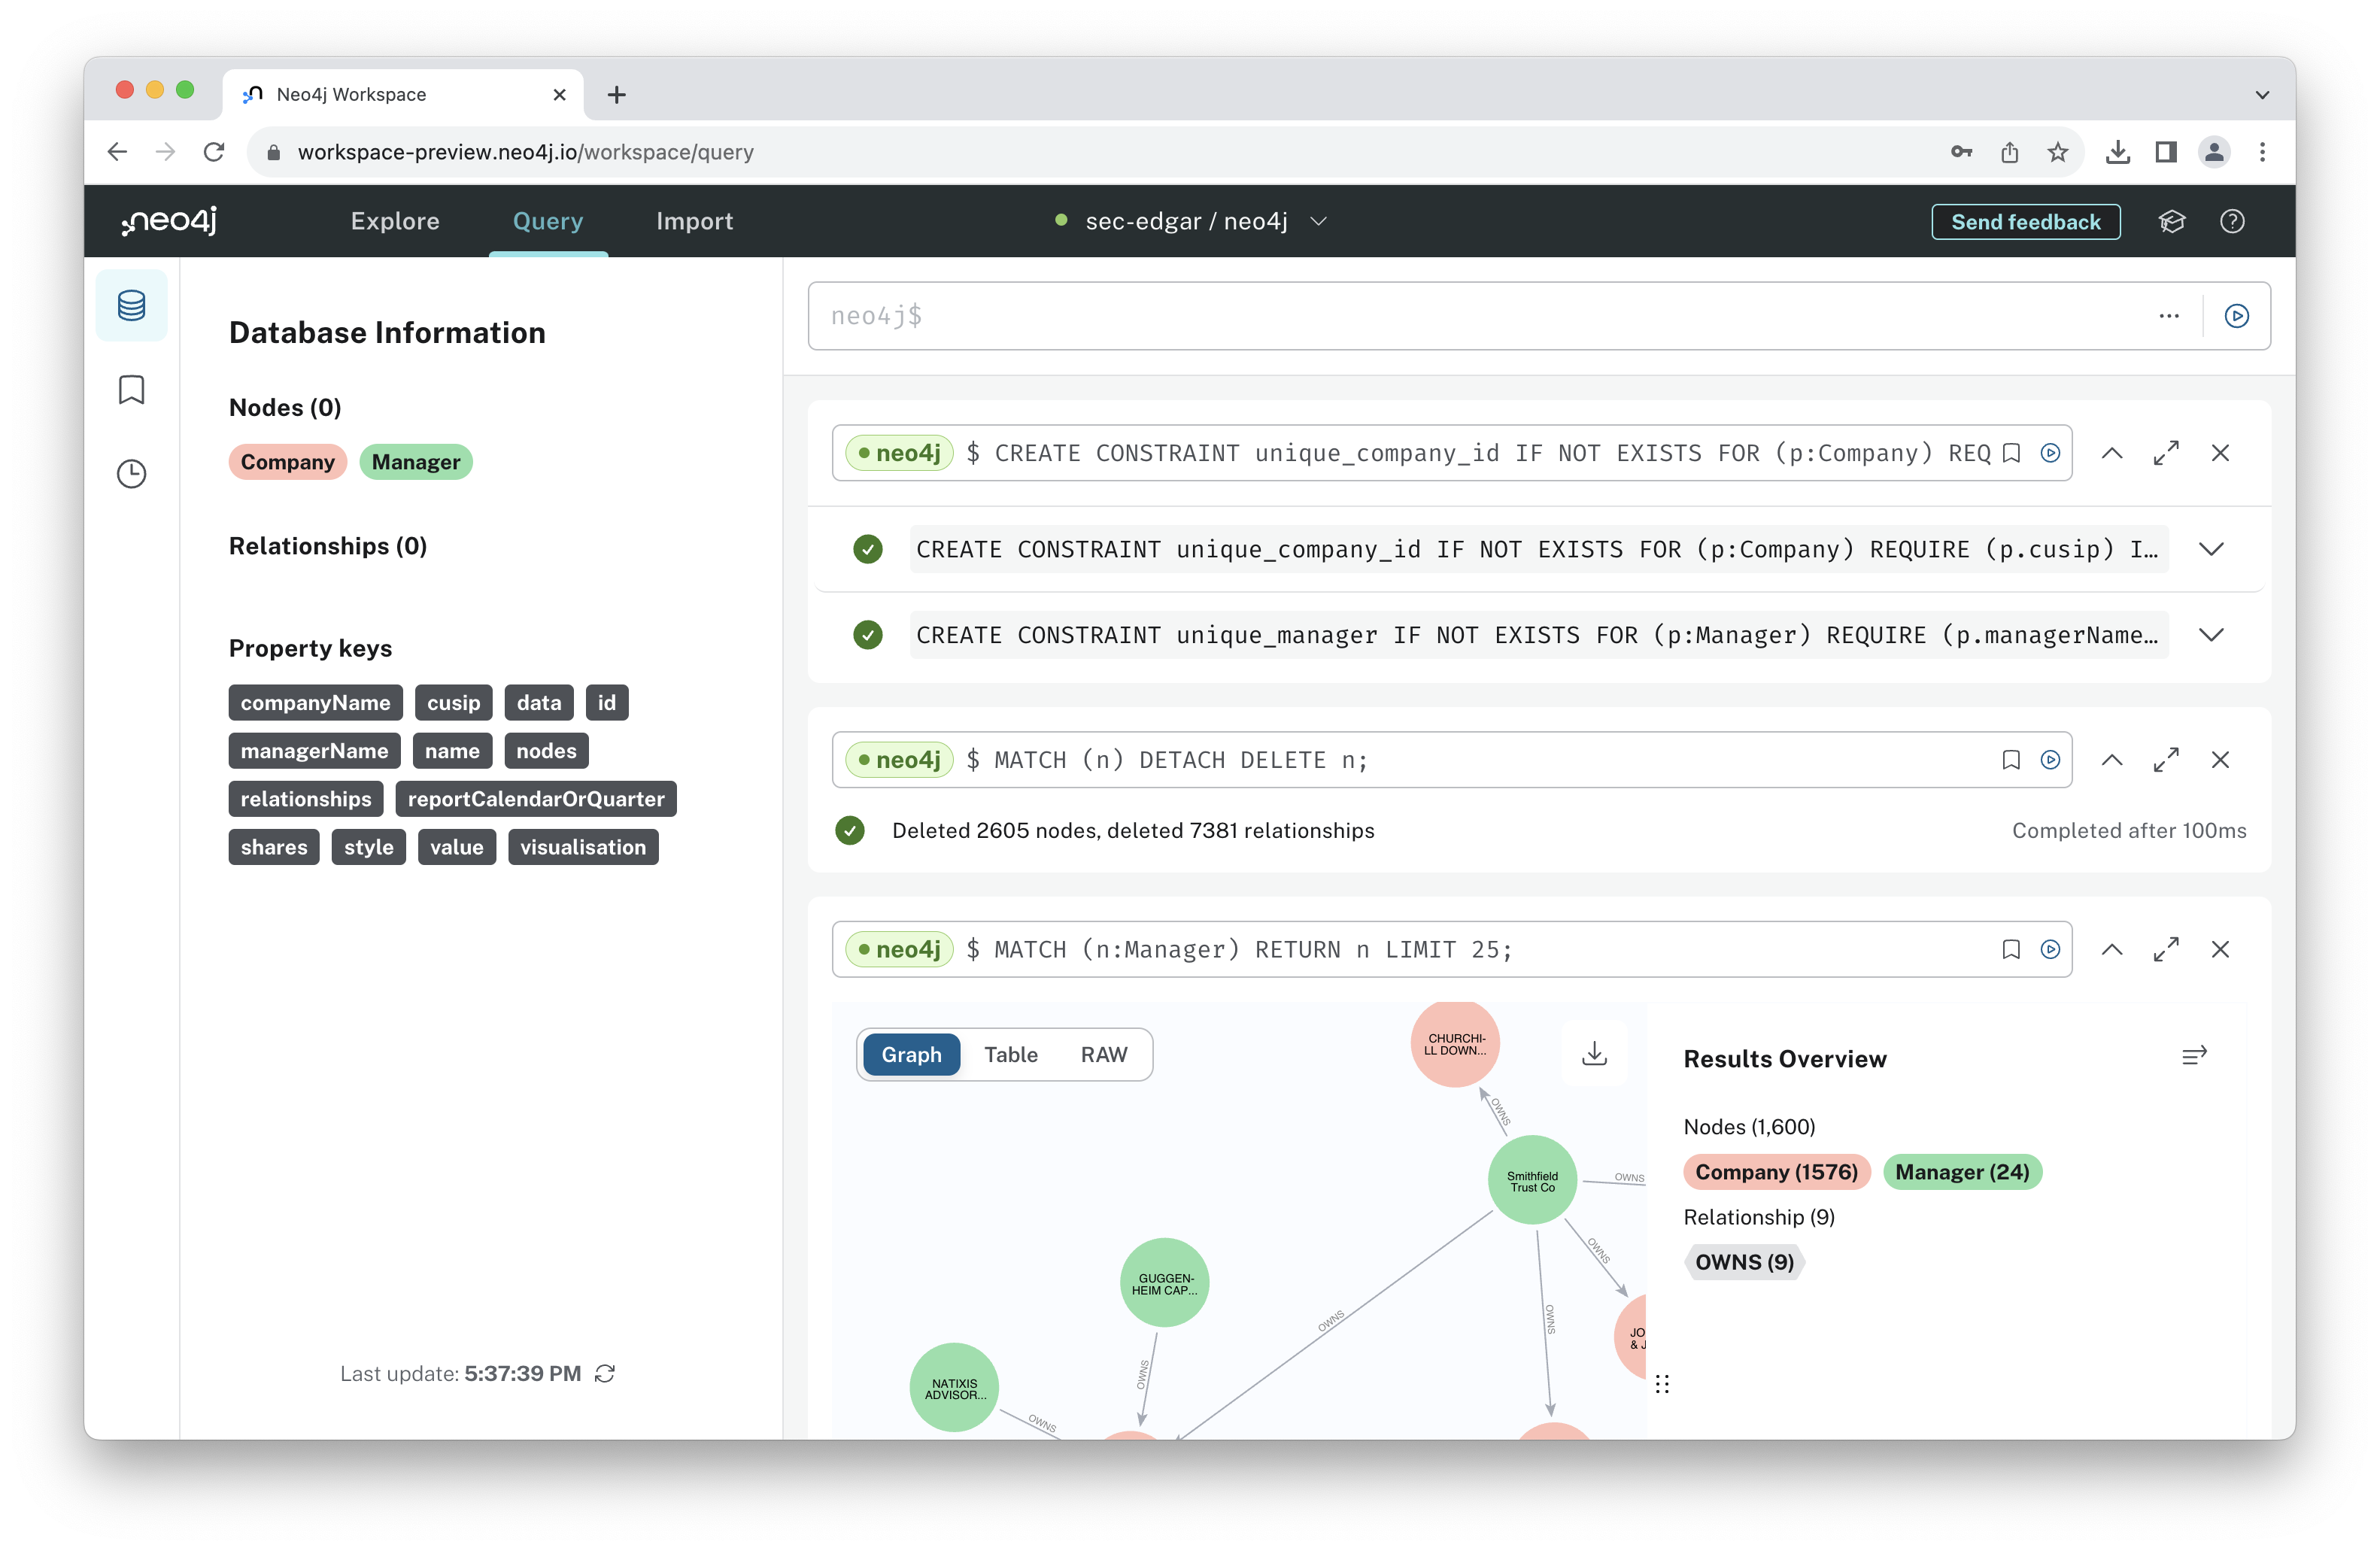 Neo4j Workspace
workspace-preview.neo4j.io/workspace/query
neo4j
Explore
Query
Import
sec-edgar / neo4j
Send feedback
Database Information
Nodes (0)
Company Manager
Relationships (0)
Property keys
companyName cusip data id
managerName name nodes
relationships reportCalendarOrQuarter
shares style value visualisation
Last update: 5:37:39 PM
neo4j$
neo4j $ CREATE CONSTRAINT unique_company_id IF NOT EXISTS FOR (p:Company) REQ
CREATE CONSTRAINT unique_company_id IF NOT EXISTS FOR (p:Company) REQUIRE (p.cusip) I…
CREATE CONSTRAINT unique_manager IF NOT EXISTS FOR (p:Manager) REQUIRE (p.managerName…
neo4j $ MATCH (n) DETACH DELETE n;
Deleted 2605 nodes, deleted 7381 relationships
Completed after 100ms
neo4j $ MATCH (n:Manager) RETURN n LIMIT 25;
Graph Table RAW
CHURCHI-
LL DOWN...
OWNS
Smithfield
Trust Co
OWNS
OWNS
OWNS
OWNS
GUGGEN-
HEIM CAP...
OWNS
NATIXIS
ADVISOR...
OWNS
JO
& J
Results Overview
Nodes (1,600)
Company (1576) Manager (24)
Relationship (9)
OWNS (9)